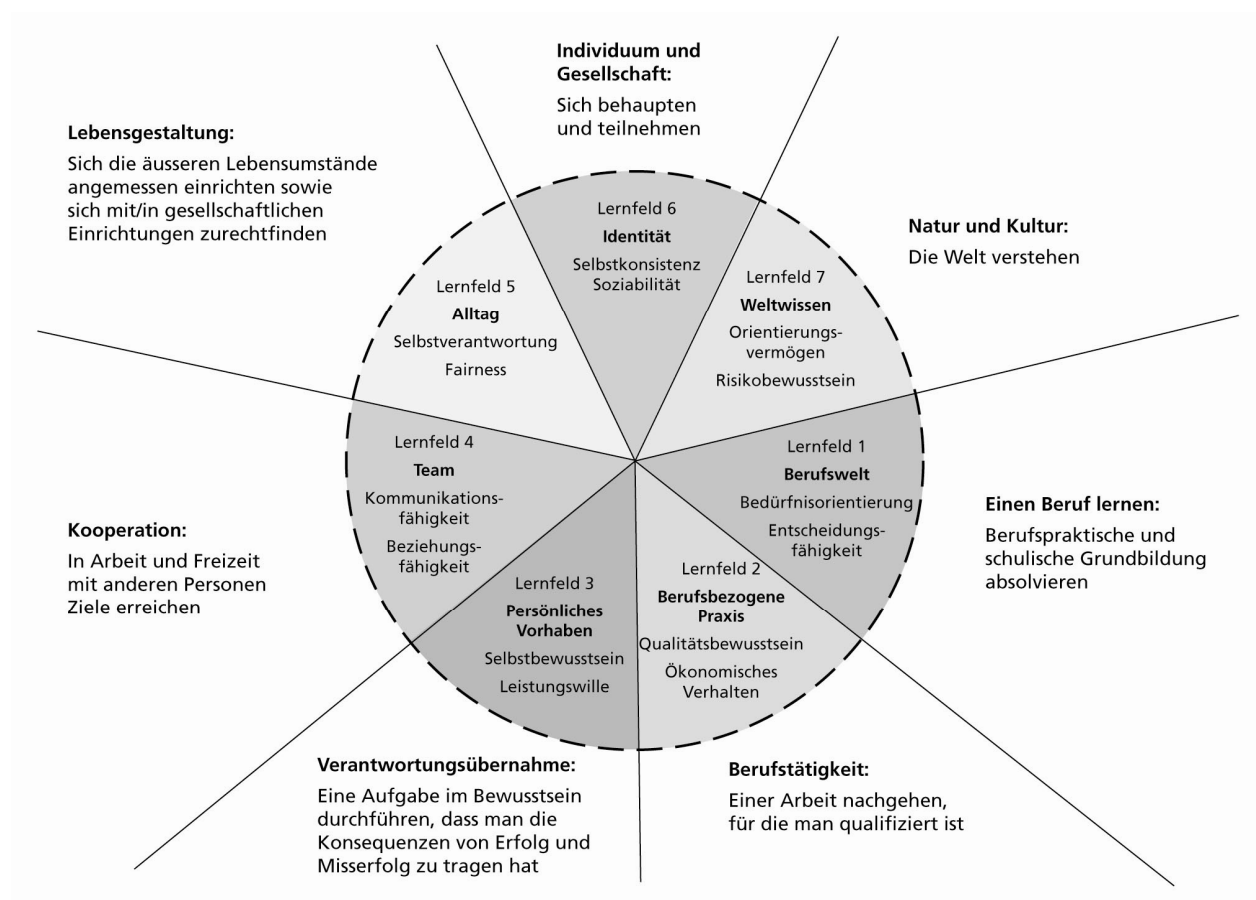 Individuum und
Gesellschaft:
Sich behaupten
und teilnehmen
Lebensgestaltung:
Sich die äusseren Lebensumstände
angemessen einrichten sowie
sich mit/in gesellschaftlichen
Einrichtungen zurechtfinden
Natur und Kultur:
Die Welt verstehen
Lernfeld 6
Identität
Selbstkonsistenz
Soziabilität
Lernfeld 7
Weltwissen
Orientierungs-
vermögen
Risikobewusstsein
Lernfeld 5
Alltag
Selbstverantwortung
Fairness
Lernfeld 4
Team
Kommunikations-
fähigkeit
Beziehungs-
fähigkeit
Lernfeld 1
Berufswelt
Bedürfnisorientierung
Entscheidungs-
fähigkeit
Lernfeld 3
Persönliches
Vorhaben
Selbstbewusstsein
Leistungswille
Lernfeld 2
Berufsbezogene
Praxis
Qualitätsbewusstsein
Ökonomisches
Verhalten
Kooperation:
In Arbeit und Freizeit
mit anderen Personen
Ziele erreichen
Einen Beruf lernen:
Berufspraktische und
schulische Grundbildung
absolvieren
Verantwortungsübernahme:
Eine Aufgabe im Bewusstsein
durchführen, dass man die
Konsequenzen von Erfolg und
Misserfolg zu tragen hat
Berufstätigkeit:
Einer Arbeit nachgehen,
für die man qualifiziert ist